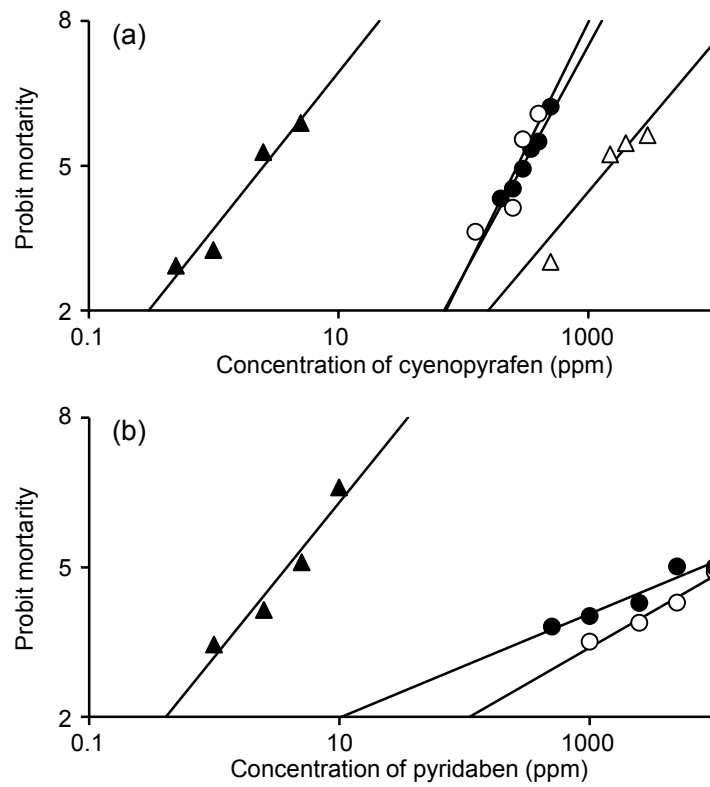 8
(a)
Probit mortarity
5
2
0.1
10
1000
Concentration of cyenopyrafen (ppm)
8
(b)
Probit mortarity
5
2
0.1
10
1000
Concentration of pyridaben (ppm)